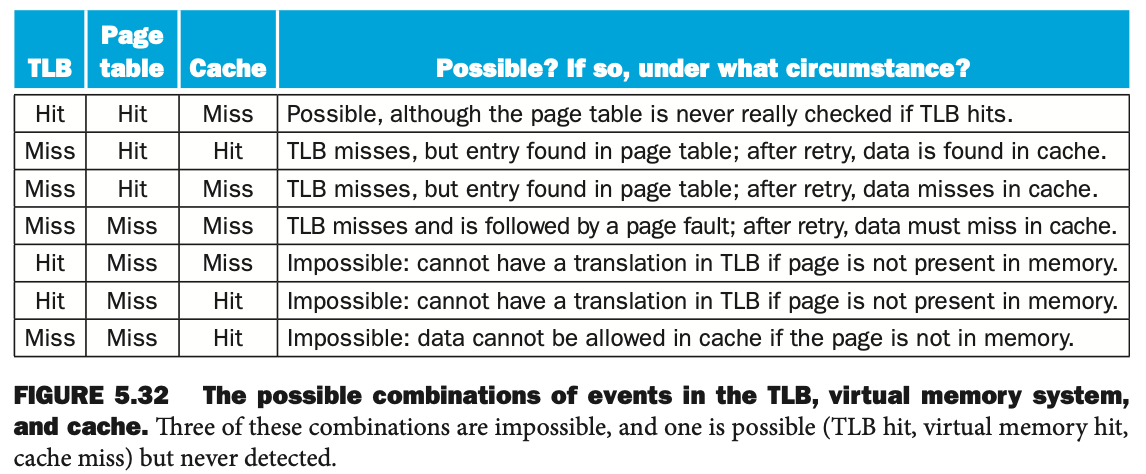 TLB Page table Cache Possible? If so, under what circumstance?
Hit Hit Miss Possible, although the page table is never really checked if TLB hits.
Miss Hit Hit TLB misses, but entry found in page table; after retry, data is found in cache.
Miss Hit Miss TLB misses, but entry found in page table; after retry, data misses in cache.
Miss Miss Miss TLB misses and is followed by a page fault; after retry, data must miss in cache.
Hit Miss Miss Impossible: cannot have a translation in TLB if page is not present in memory.
Hit Miss Hit Impossible: cannot have a translation in TLB if page is not present in memory.
Miss Miss Hit Impossible: data cannot be allowed in cache if the page is not in memory.
FIGURE 5.32 The possible combinations of events in the TLB, virtual memory system,
and cache. Three of these combinations are impossible, and one is possible (TLB hit, virtual memory hit,
cache miss) but never detected.